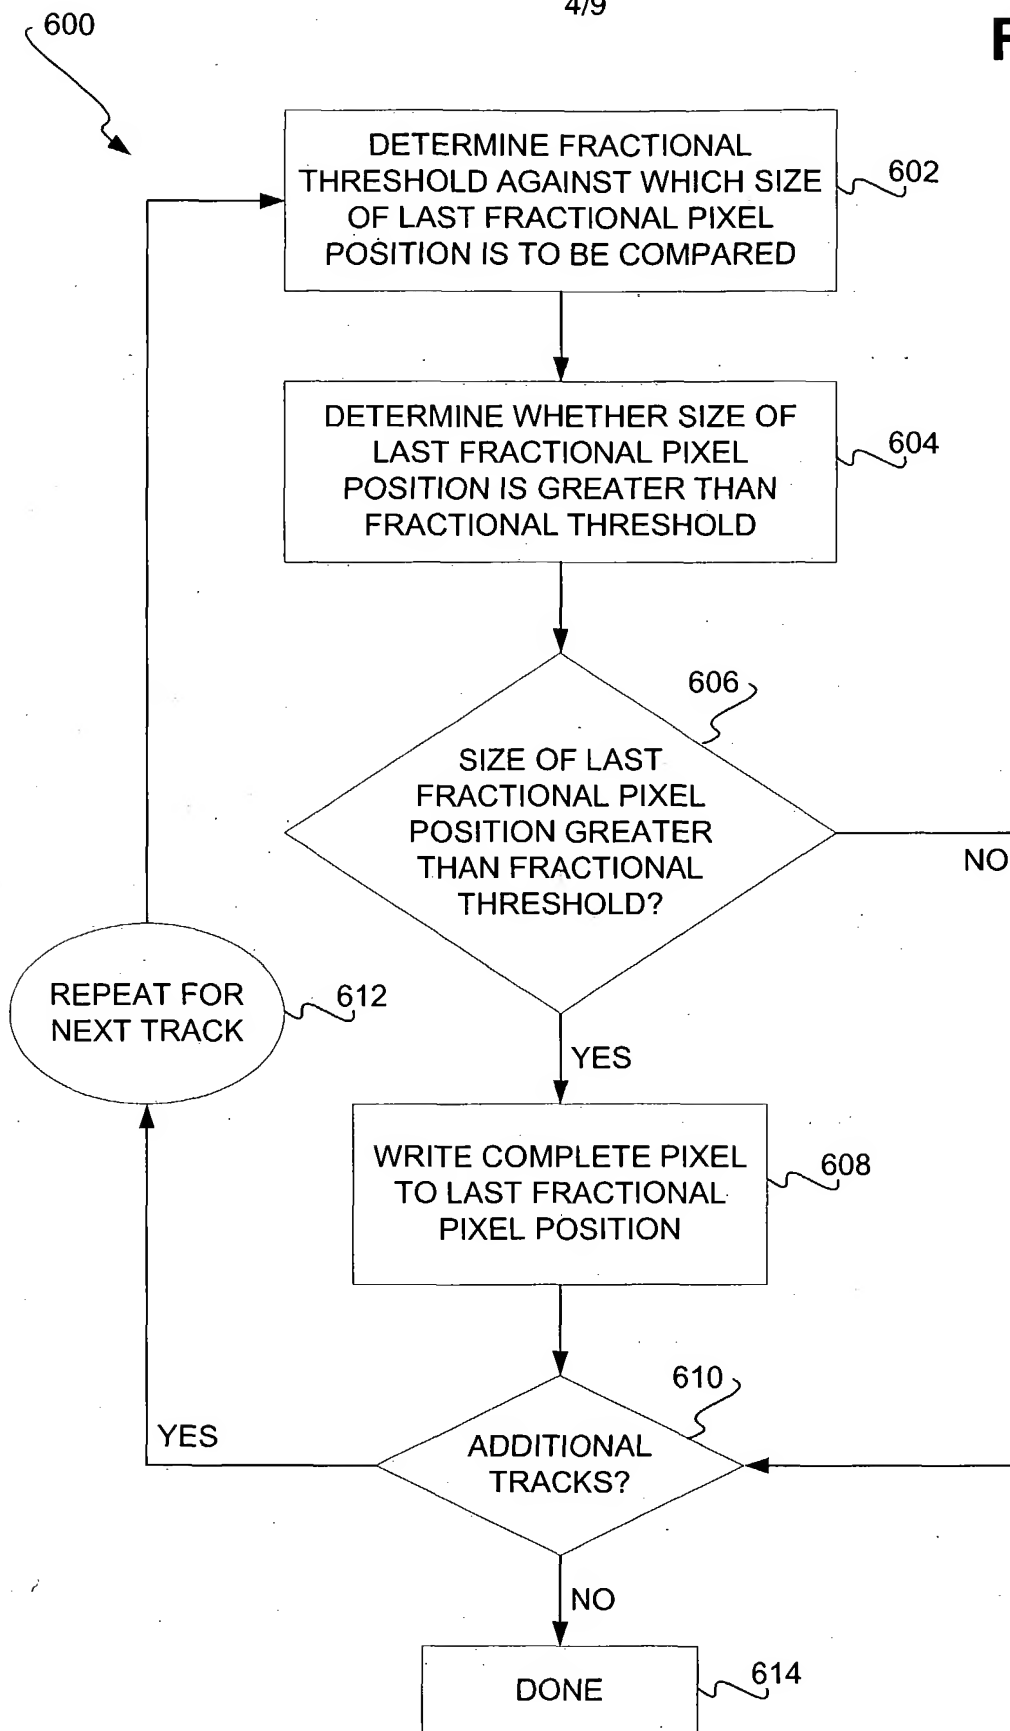 4/9
600
F
DETERMINE FRACTIONAL
THRESHOLD AGAINST WHICH SIZE
OF LAST FRACTIONAL PIXEL
POSITION IS TO BE COMPARED
602
DETERMINE WHETHER SIZE OF
LAST FRACTIONAL PIXEL
POSITION IS GREATER THAN
FRACTIONAL THRESHOLD
604
606
SIZE OF LAST
FRACTIONAL PIXEL
POSITION GREATER
THAN FRACTIONAL
THRESHOLD?
NO
REPEAT FOR
NEXT TRACK
612
YES
WRITE COMPLETE PIXEL
TO LAST FRACTIONAL
PIXEL POSITION
608
610
YES
ADDITIONAL
TRACKS?
NO
DONE
614